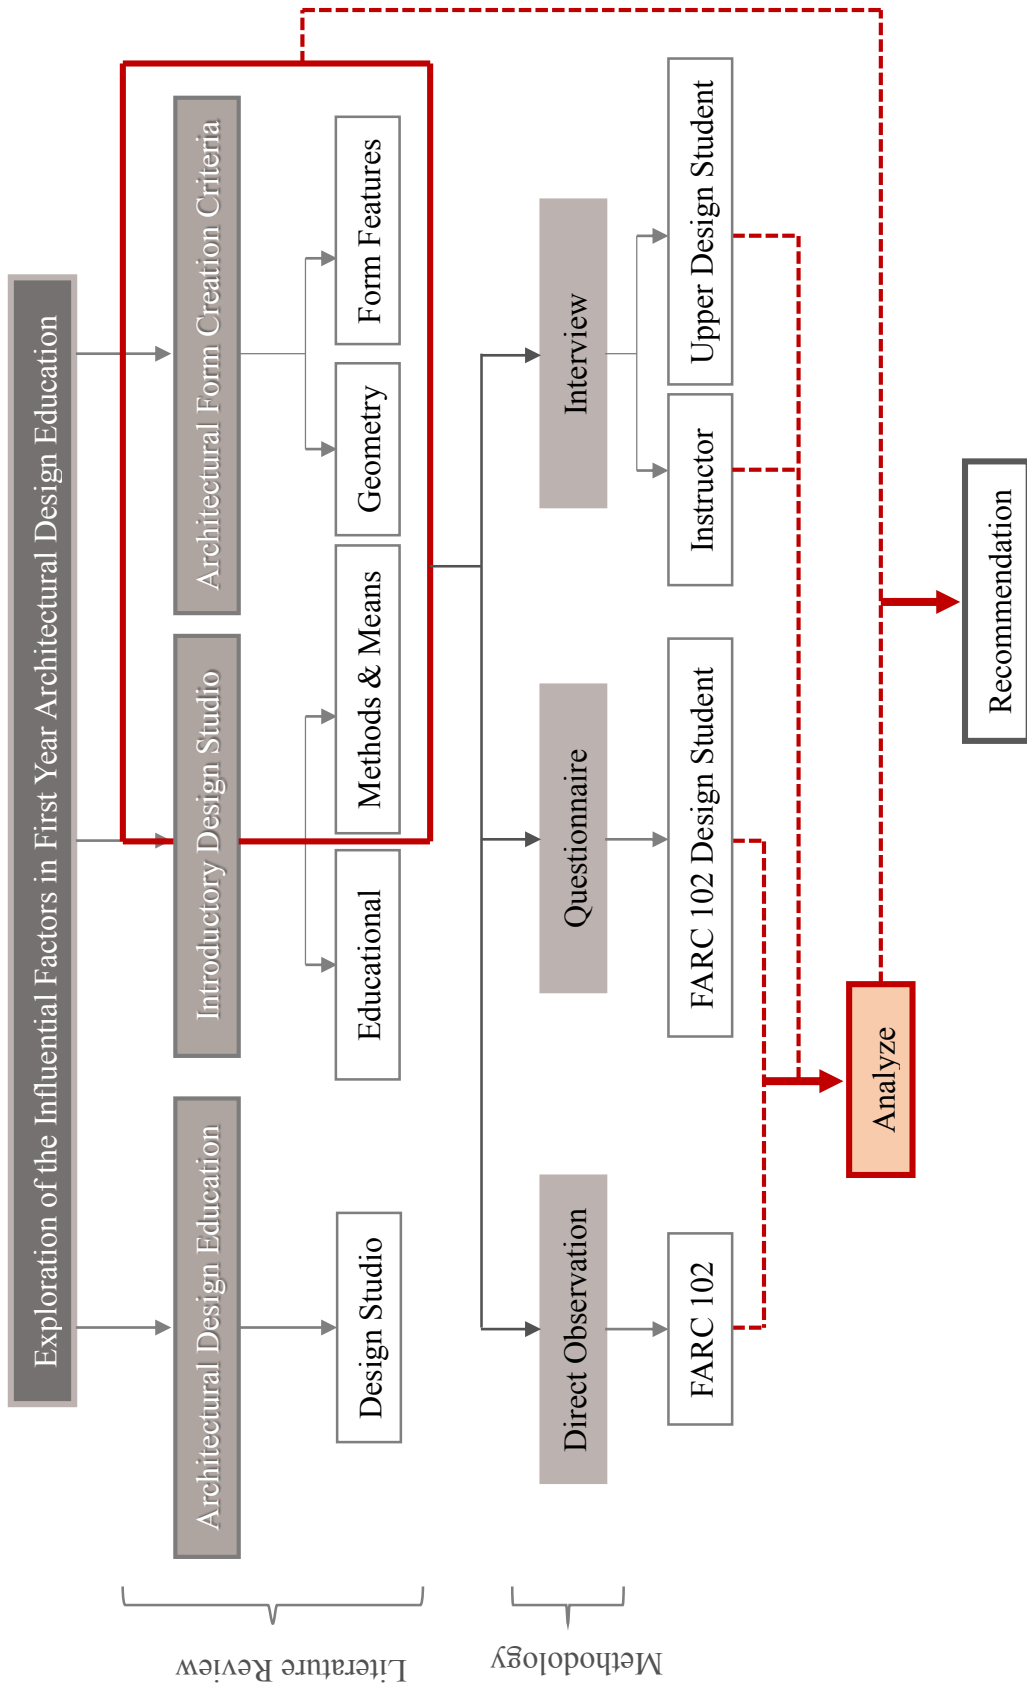 Exploration of the Influential Factors in First Year Architectural Design Education
Literature Review
Architectural Design Education
Introductory Design Studio
Architectural Form Creation Criteria
Design Studio
Educational
Methods & Means
Geometry
Form Features
Methodology
Direct Observation
Questionnaire
Interview
FARC 102
FARC 102 Design Student
Instructor
Upper Design Student
Analyze
Recommendation